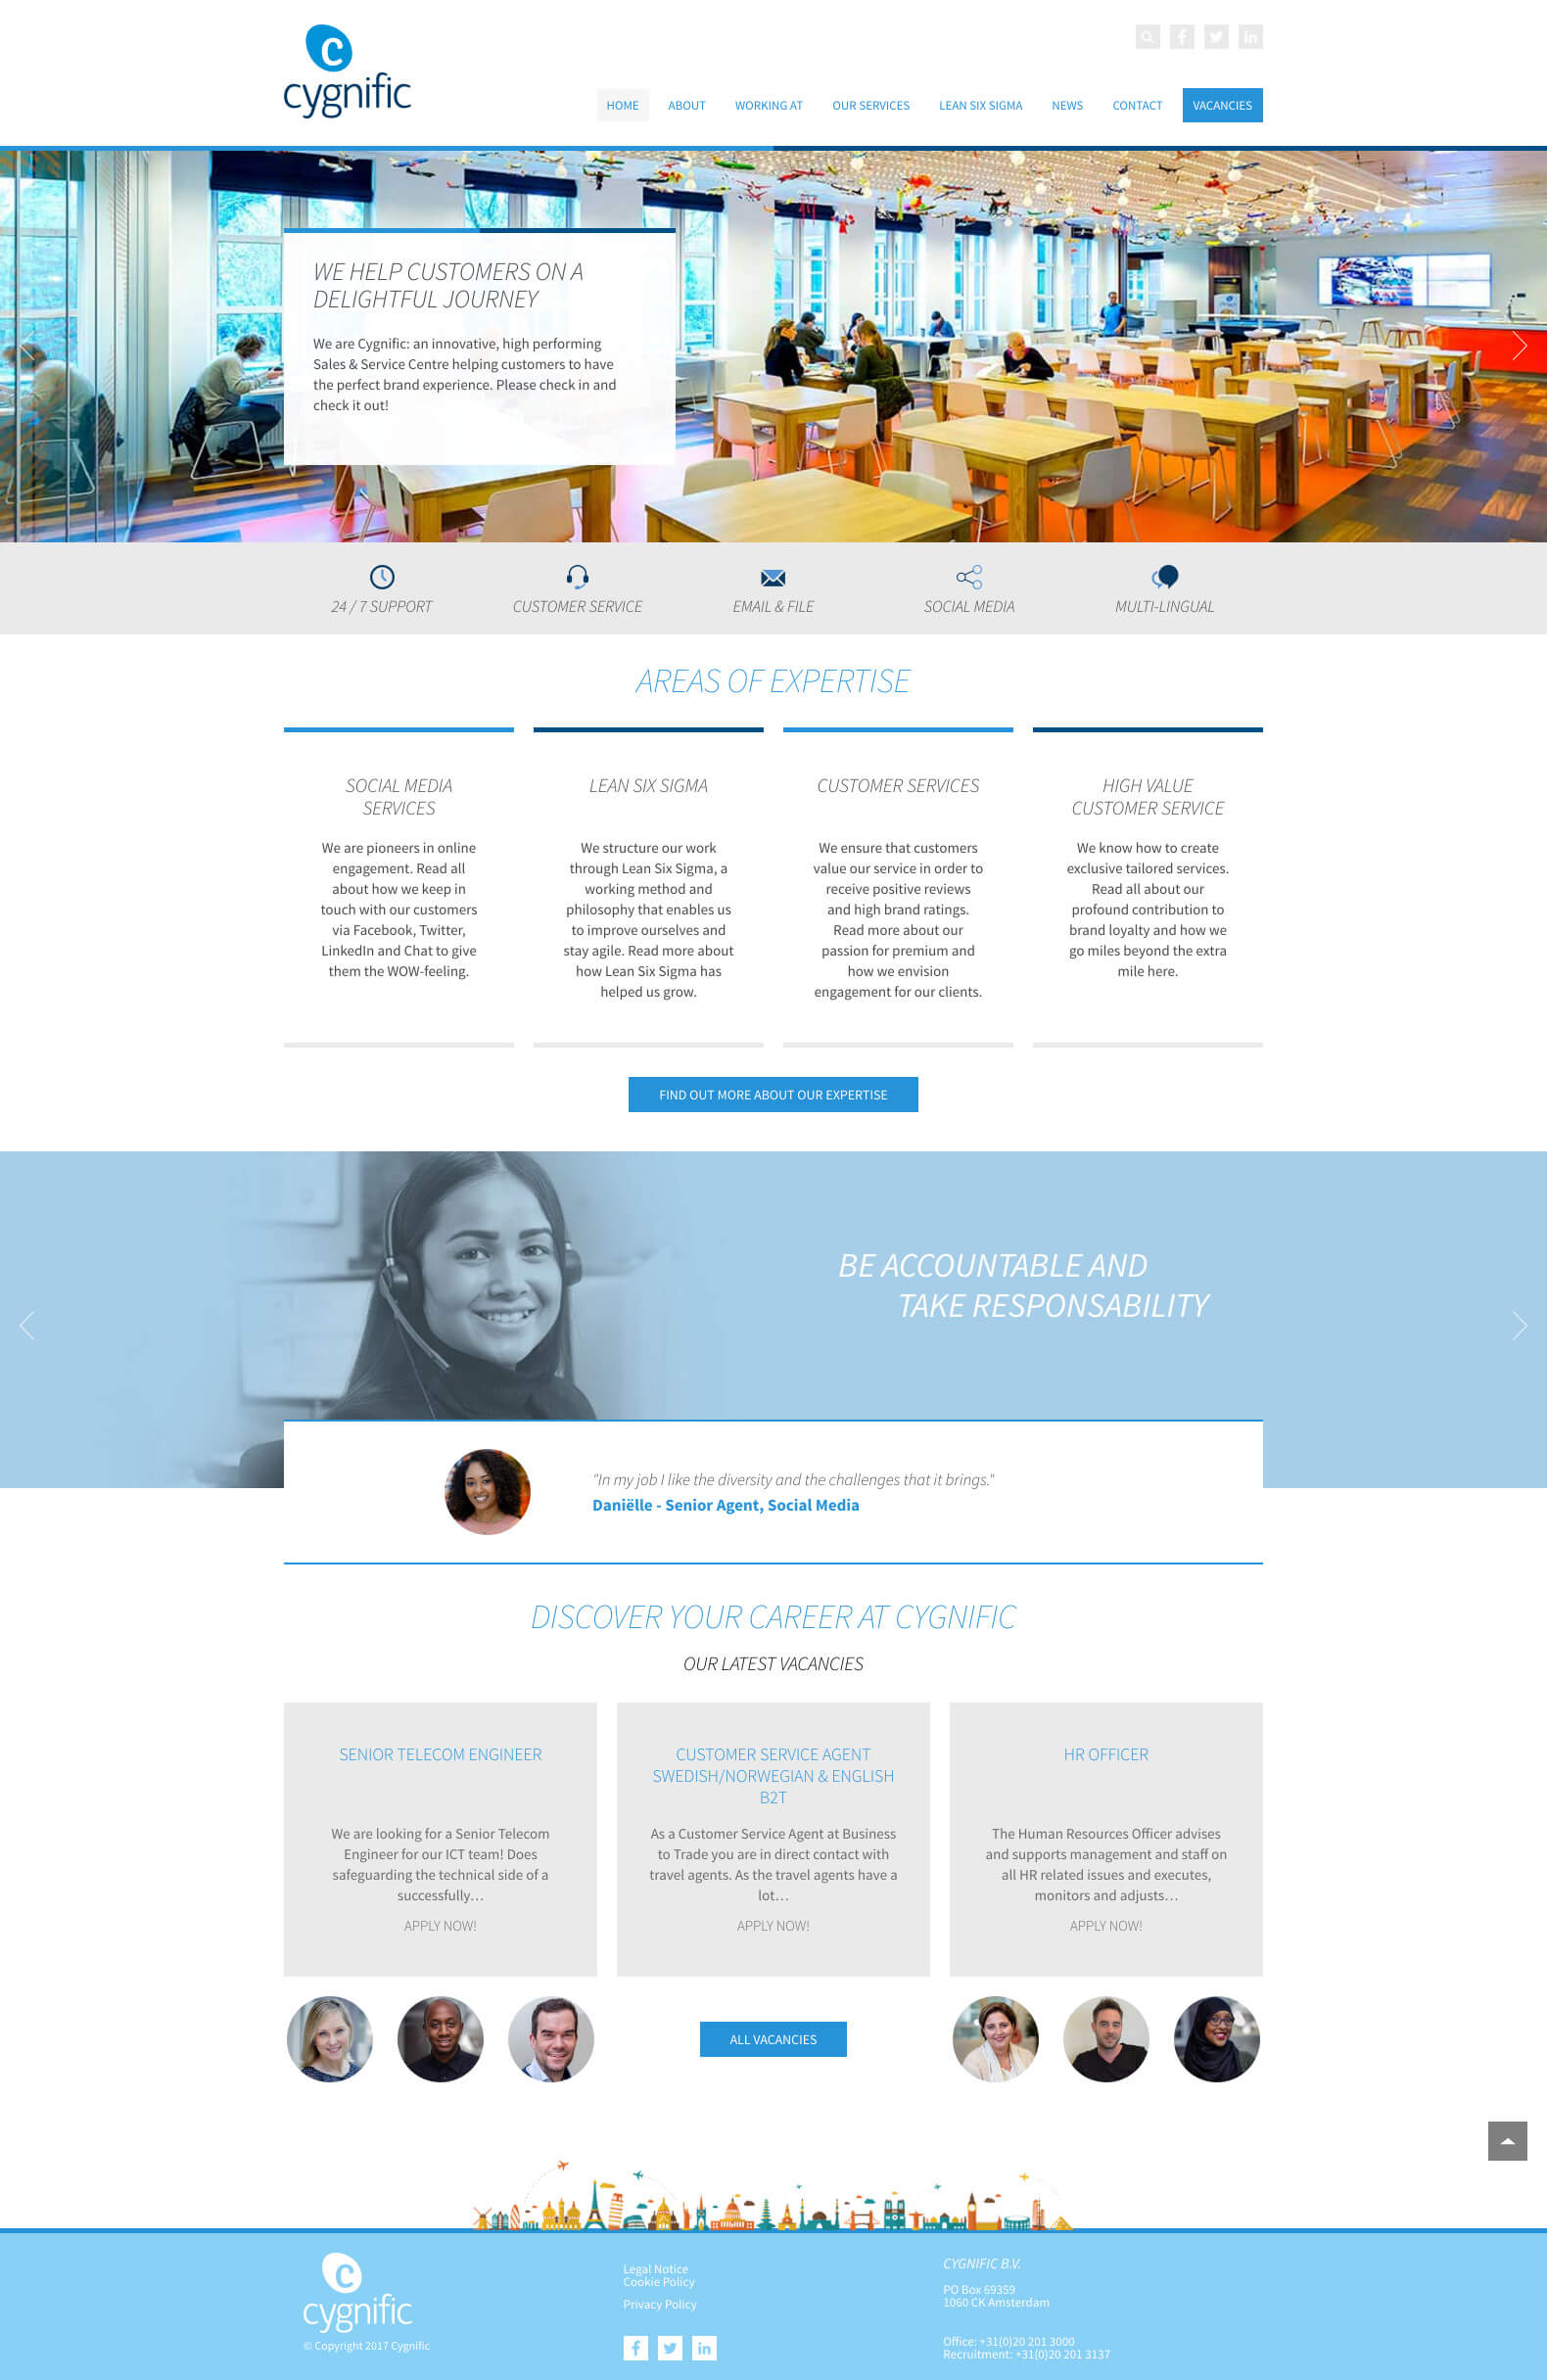 c
cygnific
HOME ABOUT WORKING AT OUR SERVICES LEAN SIX SIGMA NEWS CONTACT VACANCIES
WE HELP CUSTOMERS ON A
DELIGHTFUL JOURNEY
We are Cygnific: an innovative, high performing
Sales & Service Centre helping customers to have
the perfect brand experience. Please check in and
check it out!
24 / 7 SUPPORT
CUSTOMER SERVICE
EMAIL & FILE
SOCIAL MEDIA
MULTI-LINGUAL
AREAS OF EXPERTISE
SOCIAL MEDIA
SERVICES
We are pioneers in online
engagement. Read all
about how we keep in
touch with our customers
via Facebook, Twitter,
LinkedIn and Chat to give
them the WOW-feeling.
LEAN SIX SIGMA
We structure our work
through Lean Six Sigma, a
working method and
philosophy that enables us
to improve ourselves and
stay agile. Read more about
how Lean Six Sigma has
helped us grow.
CUSTOMER SERVICES
We ensure that customers
value our service in order to
receive positive reviews
and high brand ratings.
Read more about our
passion for premium and
how we envision
engagement for our clients.
HIGH VALUE
CUSTOMER SERVICE
We know how to create
exclusive tailored services.
Read all about our
profound contribution to
brand loyalty and how we
go miles beyond the extra
mile here.
FIND OUT MORE ABOUT OUR EXPERTISE
BE ACCOUNTABLE AND
TAKE RESPONSABILITY
"In my job I like the diversity and the challenges that it brings."
Daniëlle - Senior Agent, Social Media
DISCOVER YOUR CAREER AT CYGNIFIC
OUR LATEST VACANCIES
SENIOR TELECOM ENGINEER
We are looking for a Senior Telecom
Engineer for our ICT team! Does
safeguarding the technical side of a
successfully…
APPLY NOW!
CUSTOMER SERVICE AGENT
SWEDISH/NORWEGIAN & ENGLISH
B2T
As a Customer Service Agent at Business
to Trade you are in direct contact with
travel agents. As the travel agents have a
lot…
APPLY NOW!
HR OFFICER
The Human Resources Officer advises
and supports management and staff on
all HR related issues and executes,
monitors and adjusts…
APPLY NOW!
ALL VACANCIES
c
cygnific
© Copyright 2017 Cygnific
Legal Notice
Cookie Policy
Privacy Policy
CYGNIFIC B.V.
PO Box 69359
1060 CK Amsterdam
Office: +31(0)20 201 3000
Recruitment: +31(0)20 201 3137